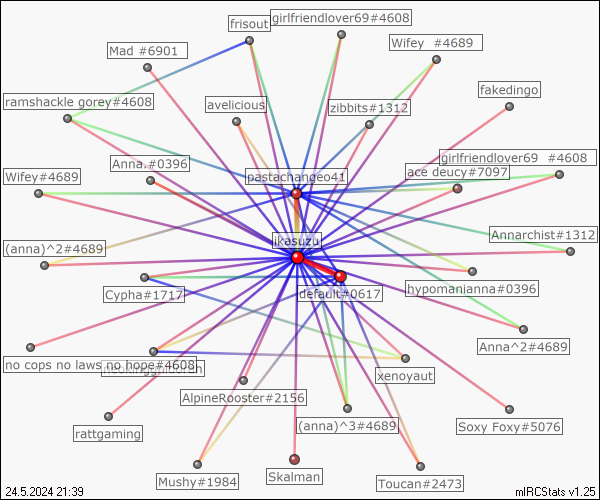 girlfriendlover69#4608
frisout
Wifey  #4689
Mad #6901
fakedingo
ramshackle gorey#4608
avelicious
zibbits#1312
girlfriendlover69  #4608
Anna.#0396
pastachangeo41
ace deucy#7097
Wifey#4689
Annarchist#1312
ikasuzu
(anna)^2#4689
hypomanianna#0396
default#0617
Cypha#1717
Anna^2#4689
no cops no laws no hope#4608
xenoyaut
AlpineRooster#2156
rattgaming
(anna)^3#4689
Soxy Foxy#5076
Mushy#1984
Skalman
Toucan#2473
24.5.2024 21:39
mIRCStats v1.25